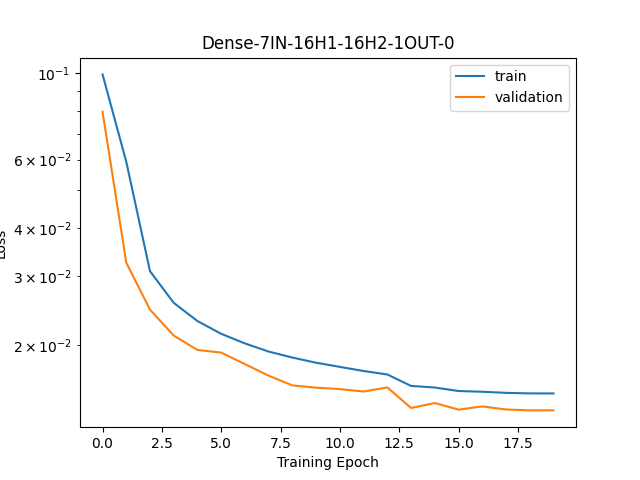 Dense-7IN-16H1-16H2-1OUT-0
train
validation
10⁻¹
6 × 10⁻²
4 × 10⁻²
3 × 10⁻²
2 × 10⁻²
Loss
0.0 2.5 5.0 7.5 10.0 12.5 15.0 17.5
Training Epoch